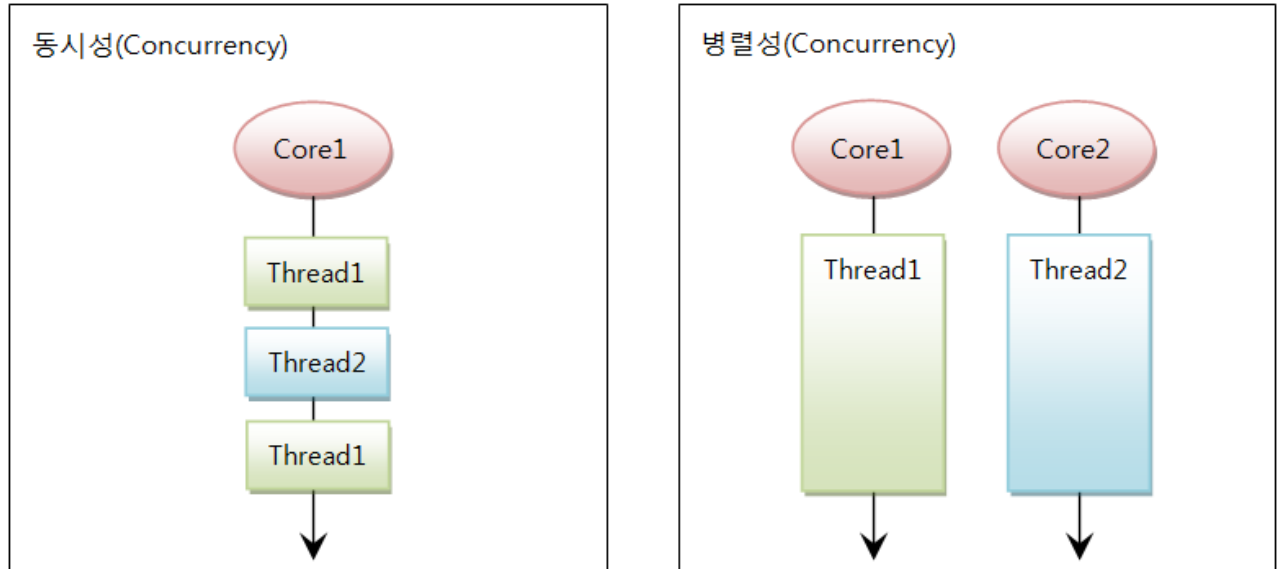 동시성(Concurrency)
Core1
Thread1
Thread2
Thread1
병렬성(Concurrency)
Core1
Core2
Thread1
Thread2